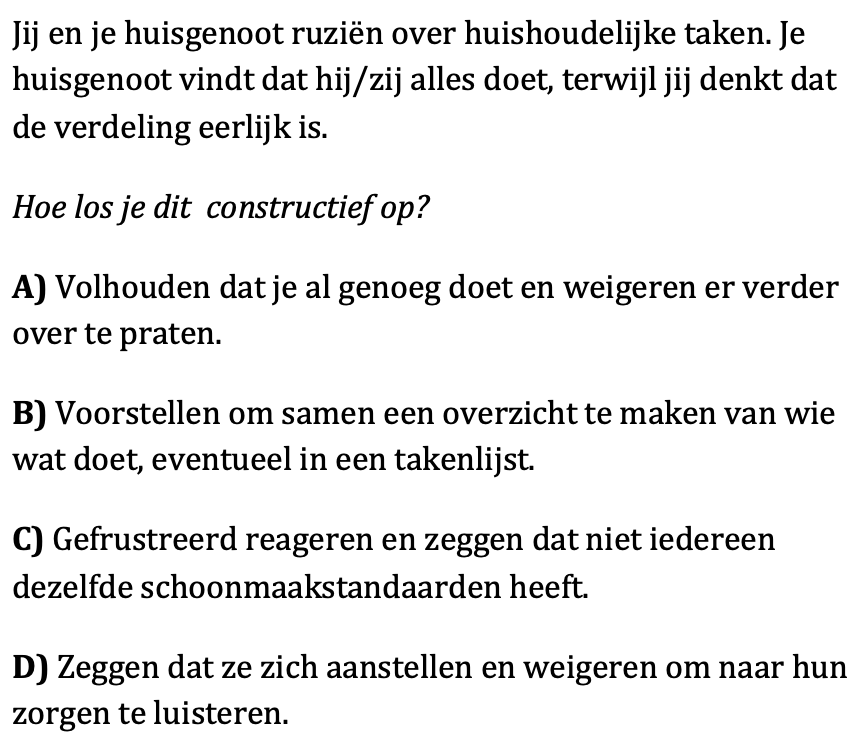 Jij en je huisgenoot ruziën over huishoudelijke taken. Je
huisgenoot vindt dat hij/zij alles doet, terwijl jij denkt dat
de verdeling eerlijk is.
Hoe los je dit  constructief op?
A) Volhouden dat je al genoeg doet en weigeren er verder
over te praten.
B) Voorstellen om samen een overzicht te maken van wie
wat doet, eventueel in een takenlijst.
C) Gefrustreerd reageren en zeggen dat niet iedereen
dezelfde schoonmaakstandaarden heeft.
D) Zeggen dat ze zich aanstellen en weigeren om naar hun
zorgen te luisteren.